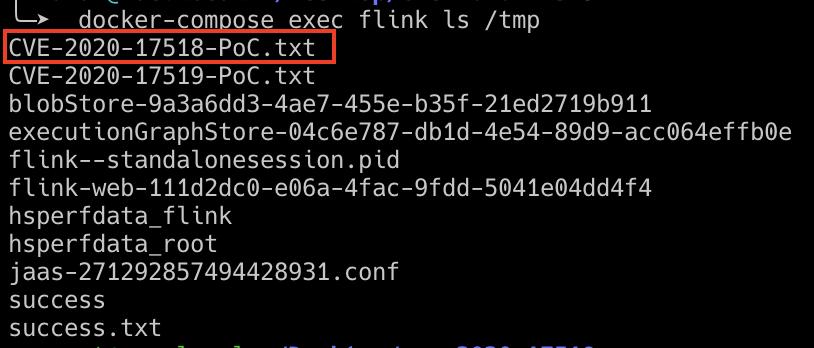 docker-compose exec flink ls /tmp
CVE-2020-17518-PoC.txt
CVE-2020-17519-PoC.txt
blobStore-9a3a6dd3-4ae7-455e-b35f-21ed2719b911
executionGraphStore-04c6e787-db1d-4e54-89d9-acc064effb0e
flink--standalonesession.pid
flink-web-111d2dc0-e06a-4fac-9fdd-5041e04dd4f4
hsperfdata_flink
hsperfdata_root
jaas-271292857494428931.conf
success
success.txt